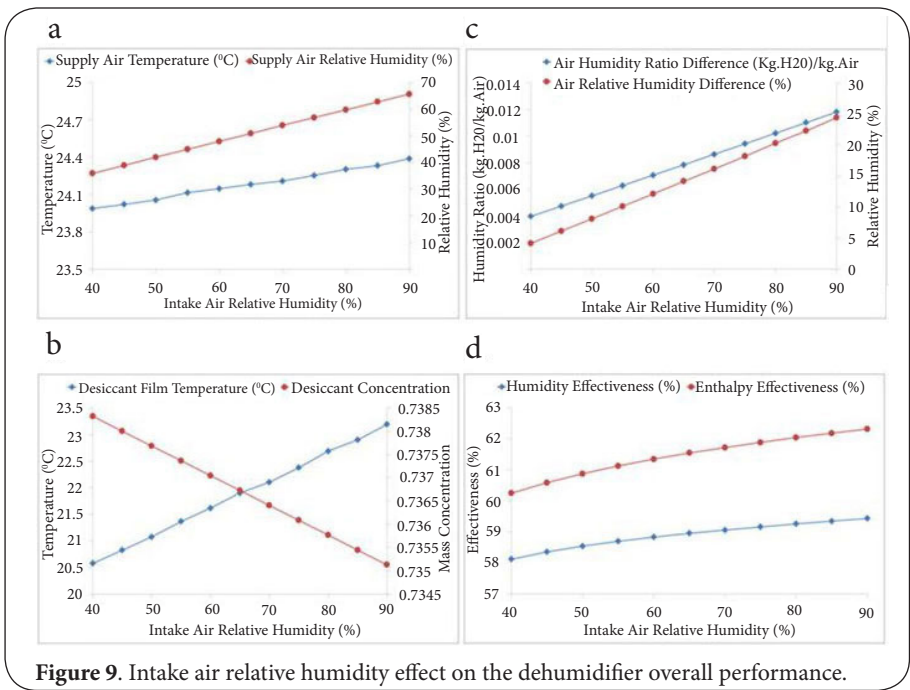 a
Supply Air Temperature (⁰C) Supply Air Relative Humidity (%)
25
24.7
24.4
24.1
23.8
23.5
Temperature (⁰C)
70
60
50
40
30
20
10
Relative Humidity (%)
40 50 60 70 80 90
Intake Air Relative Humidity (%)
c
Air Humidity Ratio Difference (Kg.H20)/kg.Air
Air Relative Humidity Difference (%)
0.014
0.012
0.01
0.008
0.006
0.004
0.002
Humidity Ratio (kg.H20/kg.Air)
30
25
20
15
10
5
0
Relative Humidity (%)
40 50 60 70 80 90
Intake Air Relative Humidity (%)
b
Desiccant Film Temperature (⁰C) Desiccant Concentration
23.5
23
22.5
22
21.5
21
20.5
20
Temperature (⁰C)
0.7385
0.738
0.7375
0.737
0.7365
0.736
0.7355
0.735
0.7345
Mass Concentration
40 50 60 70 80 90
Intake Air Relative Humidity (%)
d
Humidity Effectiveness (%) Enthalpy Effectiveness (%)
63
62
61
60
59
58
57
Effectiveness (%)
40 50 60 70 80 90
Intake Air Relative Humidity (%)
Figure 9. Intake air relative humidity effect on the dehumidifier overall performance.